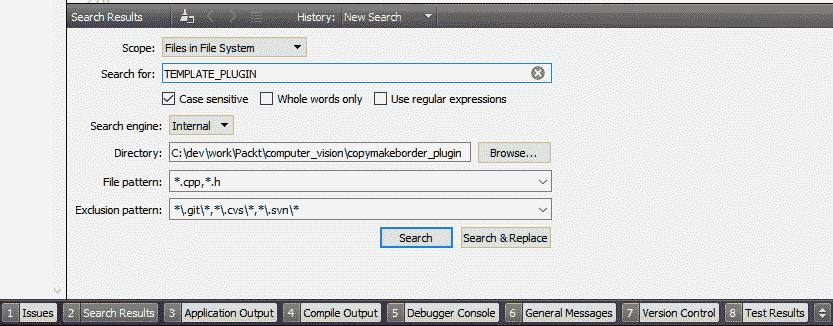 Search Results History: New Search
Scope: Files in File System
Search for: TEMPLATE_PLUGIN
Case sensitive Whole words only Use regular expressions
Search engine: Internal
Directory: C:\dev\work\Packt\computer_vision\copymakeborder_plugin Browse...
File pattern: *.cpp,*.h
Exclusion pattern: *\.git\*,*\.cvs\*,*\.svn\*
Search Search & Replace
1 Issues 2 Search Results 3 Application Output 4 Compile Output 5 Debugger Console 6 General Messages 7 Version Control 8 Test Results